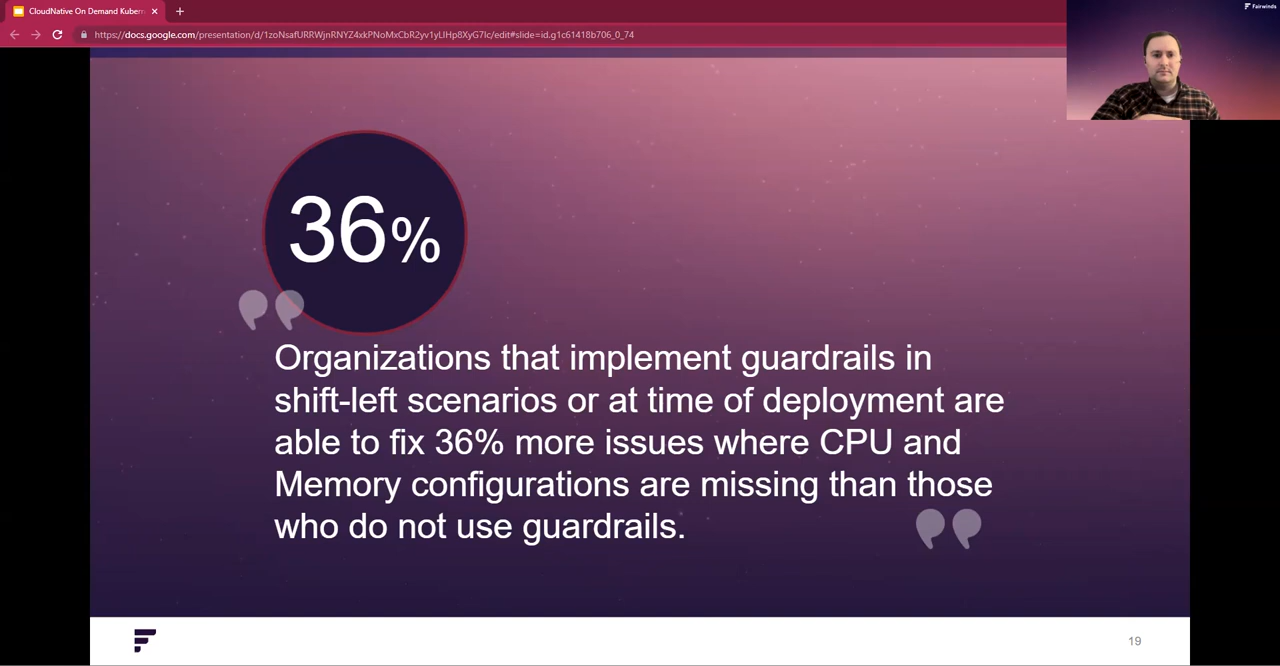 CloudNative On Demand Kubern
https://docs.google.com/presentation/d/1zoNsafURRWjnRNYZ4xkPNoMxCbR2yv1yLIHp8XyG7Ic/edit#slide=id.g1c61418b706_0_74
Fairwinds
36%
Organizations that implement guardrails in
shift-left scenarios or at time of deployment are
able to fix 36% more issues where CPU and
Memory configurations are missing than those
who do not use guardrails.
19